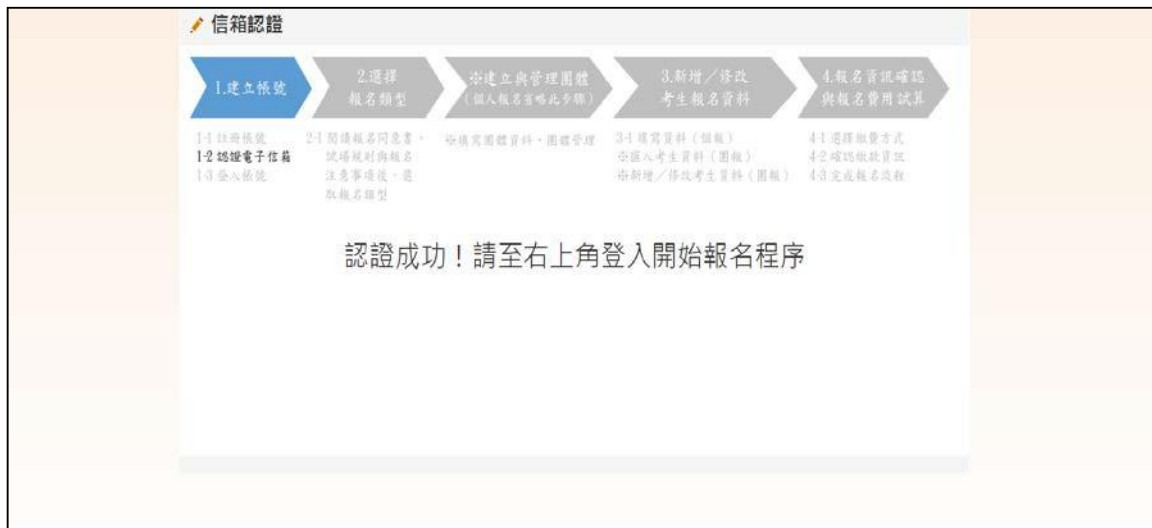 信箱認證
1.建立帳號
2.選擇
報名類型
※建立與管理團體
(個人報名省略此步驟)
3.新增／修改
考生報名資料
4.報名資訊確認
與報名費用試算
1-1 註冊帳號
1-2 認證電子信箱
1-3 登入帳號
2-1 閱讀報名同意書、
試場規則與報名
注意事項後，選
取報名類型
※填寫團體資料、團體管理
3-1 填寫資料（個報）
※匯入考生資料（團報）
※新增／修改考生資料（團報）
4-1 選擇繳費方式
4-2 確認繳款資訊
4-3 完成報名流程
認證成功！請至右上角登入開始報名程序